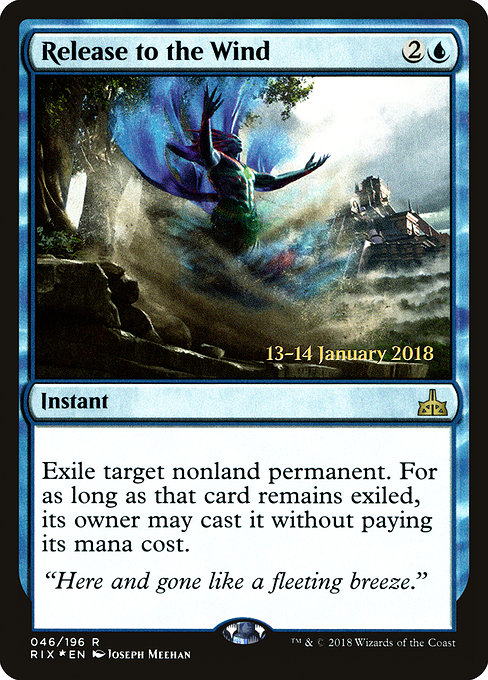 Release to the Wind 2
13–14 January 2018
Instant
Exile target nonland permanent. For
as long as that card remains exiled,
its owner may cast it without paying
its mana cost.
“Here and gone like a fleeting breeze.”
046/196 R
RIX★EN Joseph Meehan
™ & © 2018 Wizards of the Coast